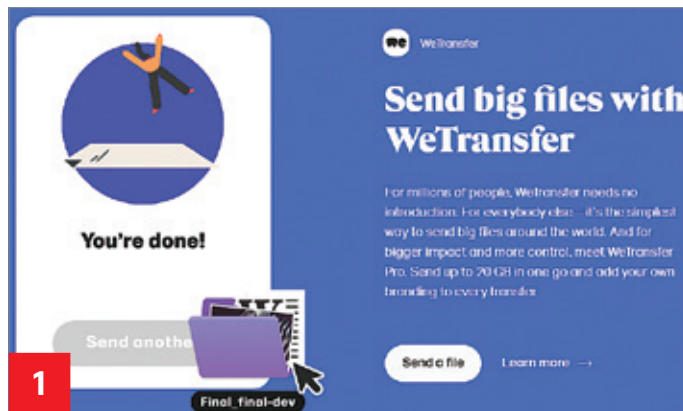 You're done!
Send anothe
Final_final-dev
1
we WeTransfer
Send big files with
WeTransfer
For millions of people, WeTransfer needs no
introduction. For everybody else—it's the simplest
way to send big files around the world. And for
bigger impact and more control, meet WeTransfer
Pro. Send up to 20 GB in one go and add your own
branding to every transfer
Send a file
Learn more →